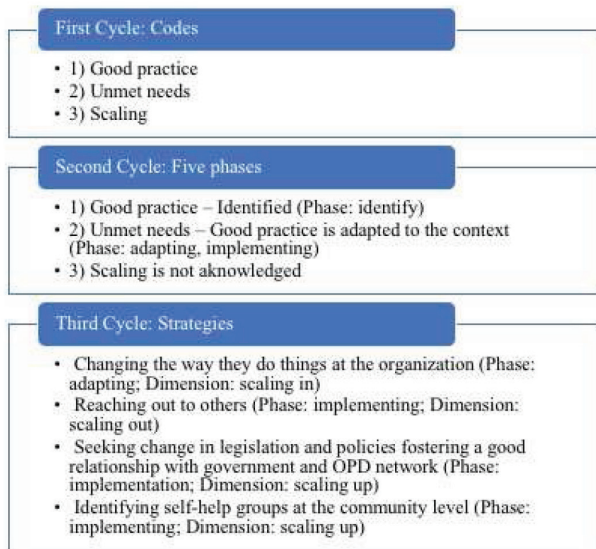 First Cycle: Codes
• 1) Good practice
• 2) Unmet needs
• 3) Scaling
Second Cycle: Five phases
• 1) Good practice – Identified (Phase: identify)
• 2) Unmet needs – Good practice is adapted to the context
(Phase: adapting, implementing)
• 3) Scaling is not aknowledged
Third Cycle: Strategies
• Changing the way they do things at the organization (Phase:
adapting; Dimension: scaling in)
• Reaching out to others (Phase: implementing; Dimension:
scaling out)
• Seeking change in legislation and policies fostering a good
relationship with government and OPD network (Phase:
implementation; Dimension: scaling up)
• Identifying self-help groups at the community level (Phase:
implementing; Dimension: scaling up)